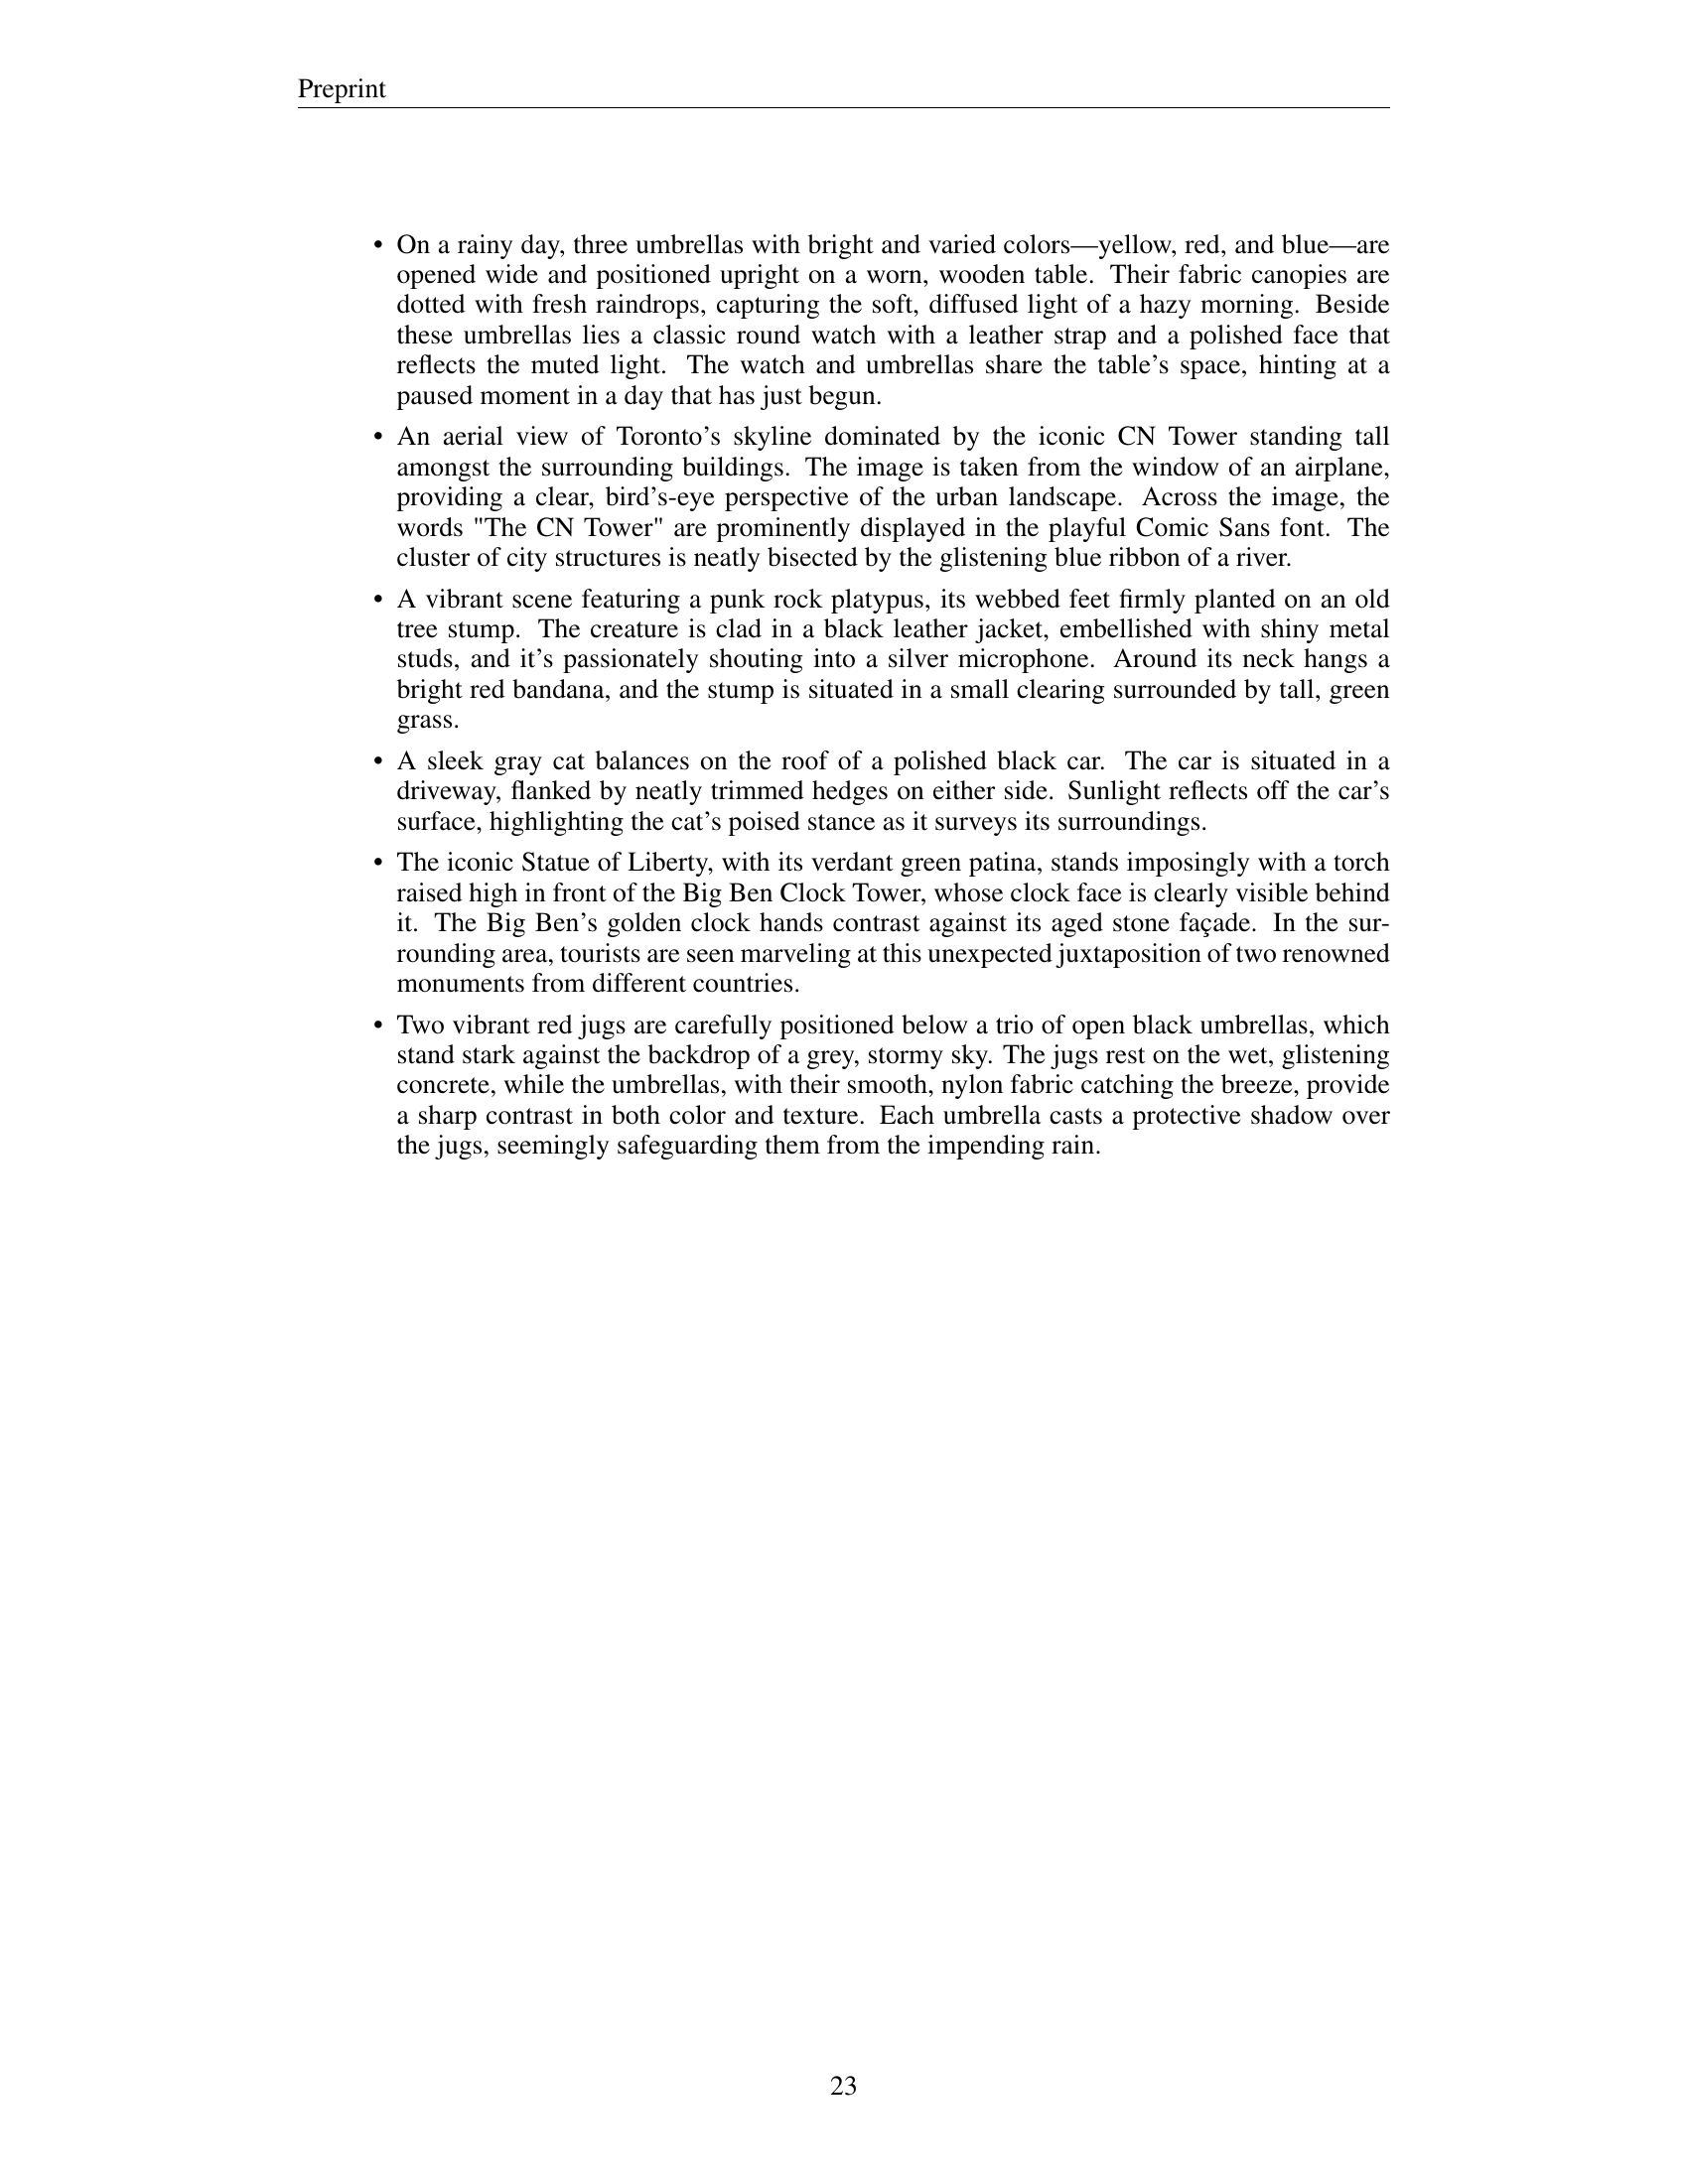 Preprint
• On a rainy day, three umbrellas with bright and varied colors—yellow, red, and blue—are
opened wide and positioned upright on a worn, wooden table. Their fabric canopies are
dotted with fresh raindrops, capturing the soft, diffused light of a hazy morning. Beside
these umbrellas lies a classic round watch with a leather strap and a polished face that
reflects the muted light. The watch and umbrellas share the table's space, hinting at a
paused moment in a day that has just begun.
• An aerial view of Toronto's skyline dominated by the iconic CN Tower standing tall
amongst the surrounding buildings. The image is taken from the window of an airplane,
providing a clear, bird's-eye perspective of the urban landscape. Across the image, the
words "The CN Tower" are prominently displayed in the playful Comic Sans font. The
cluster of city structures is neatly bisected by the glistening blue ribbon of a river.
• A vibrant scene featuring a punk rock platypus, its webbed feet firmly planted on an old
tree stump. The creature is clad in a black leather jacket, embellished with shiny metal
studs, and it's passionately shouting into a silver microphone. Around its neck hangs a
bright red bandana, and the stump is situated in a small clearing surrounded by tall, green
grass.
• A sleek gray cat balances on the roof of a polished black car. The car is situated in a
driveway, flanked by neatly trimmed hedges on either side. Sunlight reflects off the car's
surface, highlighting the cat's poised stance as it surveys its surroundings.
• The iconic Statue of Liberty, with its verdant green patina, stands imposingly with a torch
raised high in front of the Big Ben Clock Tower, whose clock face is clearly visible behind
it. The Big Ben's golden clock hands contrast against its aged stone façade. In the sur-
rounding area, tourists are seen marveling at this unexpected juxtaposition of two renowned
monuments from different countries.
• Two vibrant red jugs are carefully positioned below a trio of open black umbrellas, which
stand stark against the backdrop of a grey, stormy sky. The jugs rest on the wet, glistening
concrete, while the umbrellas, with their smooth, nylon fabric catching the breeze, provide
a sharp contrast in both color and texture. Each umbrella casts a protective shadow over
the jugs, seemingly safeguarding them from the impending rain.
23